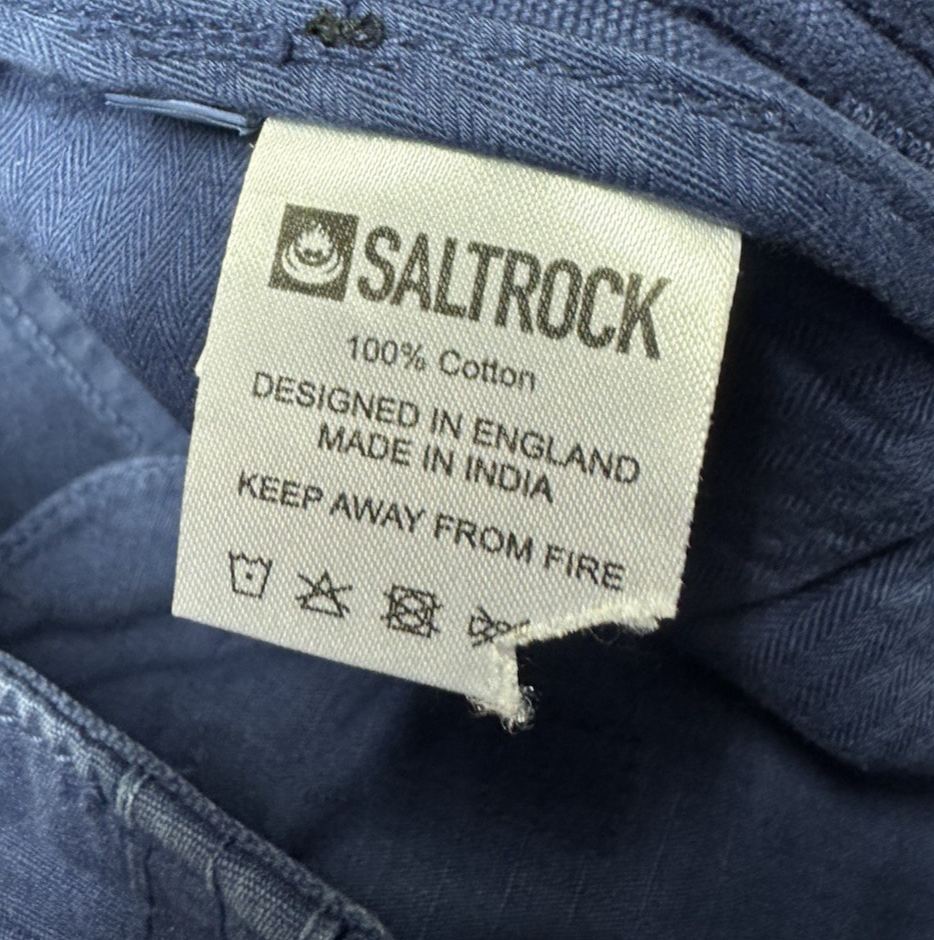 SALTROCK
100% Cotton
DESIGNED IN ENGLAND
MADE IN INDIA
KEEP AWAY FROM FIRE